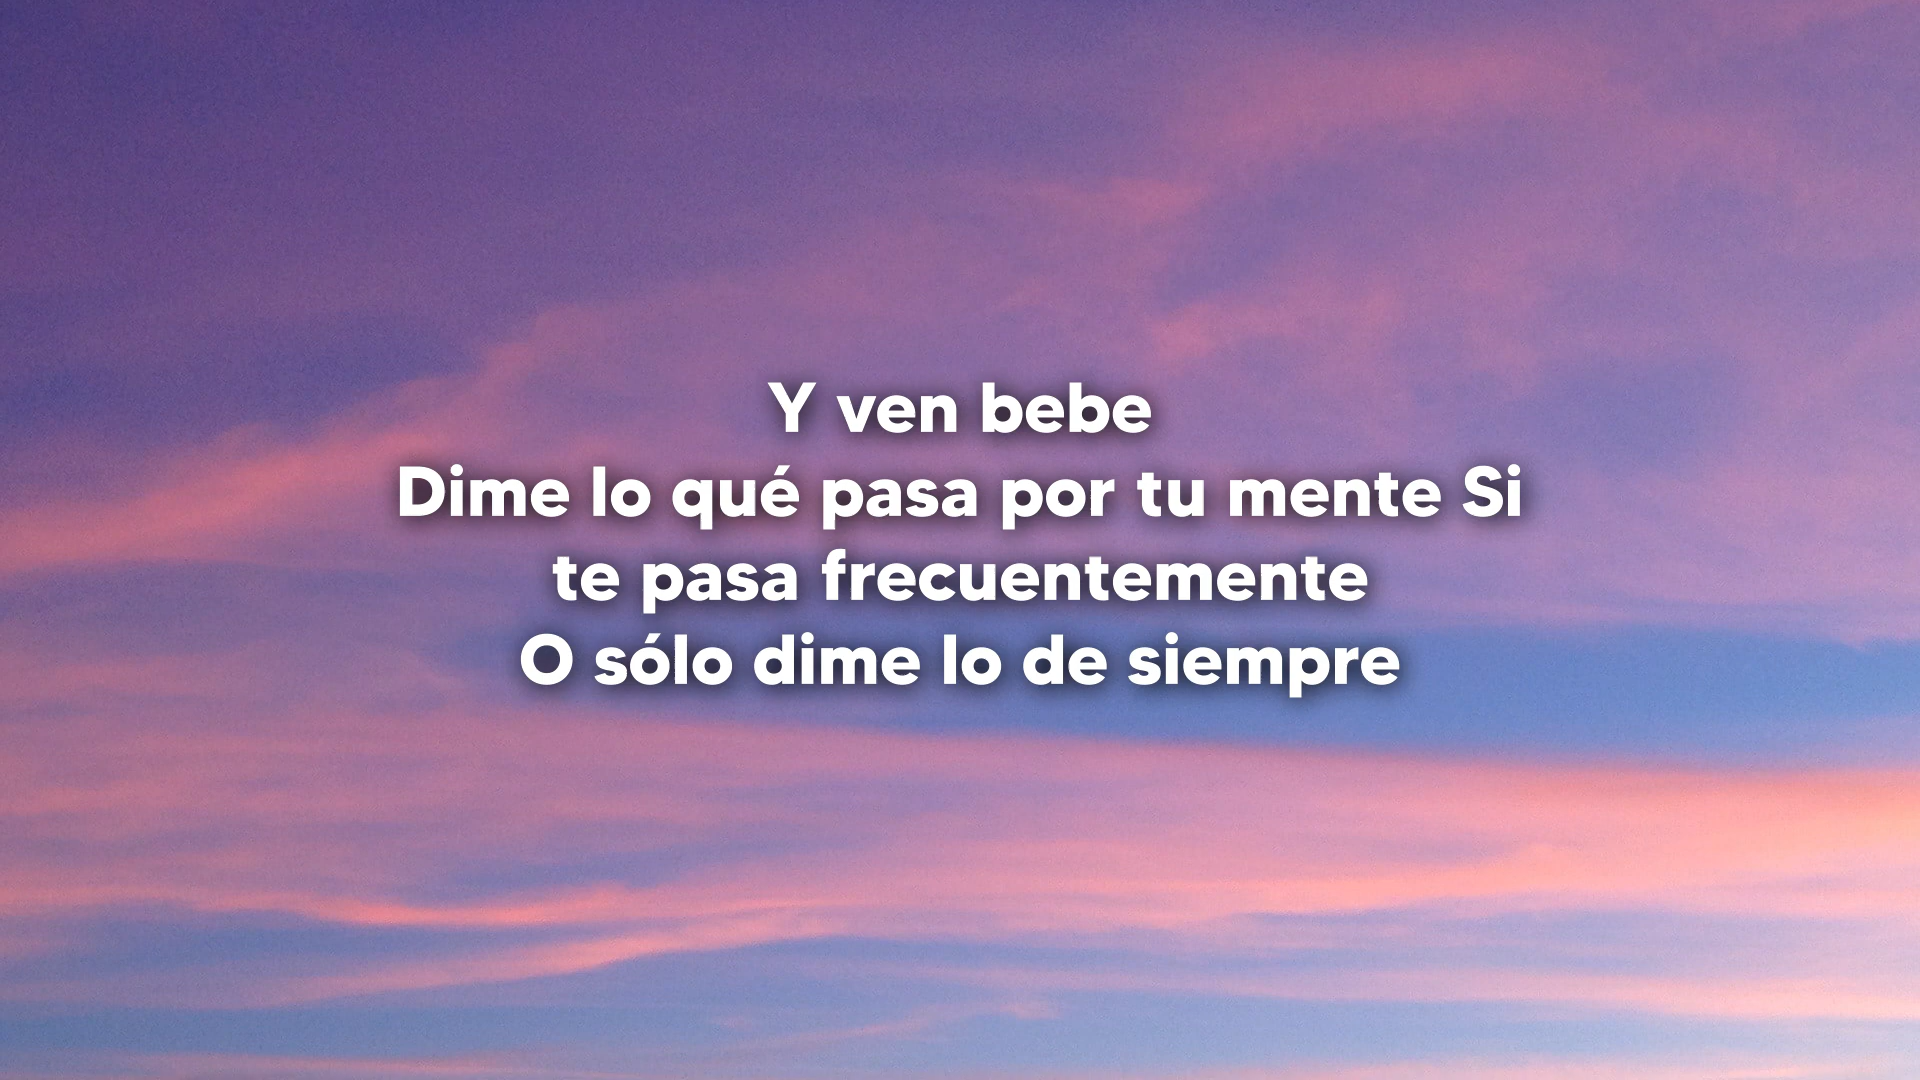 Y ven bebe
Dime lo qué pasa por tu mente Si
te pasa frecuentemente
O sólo dime lo de siempre